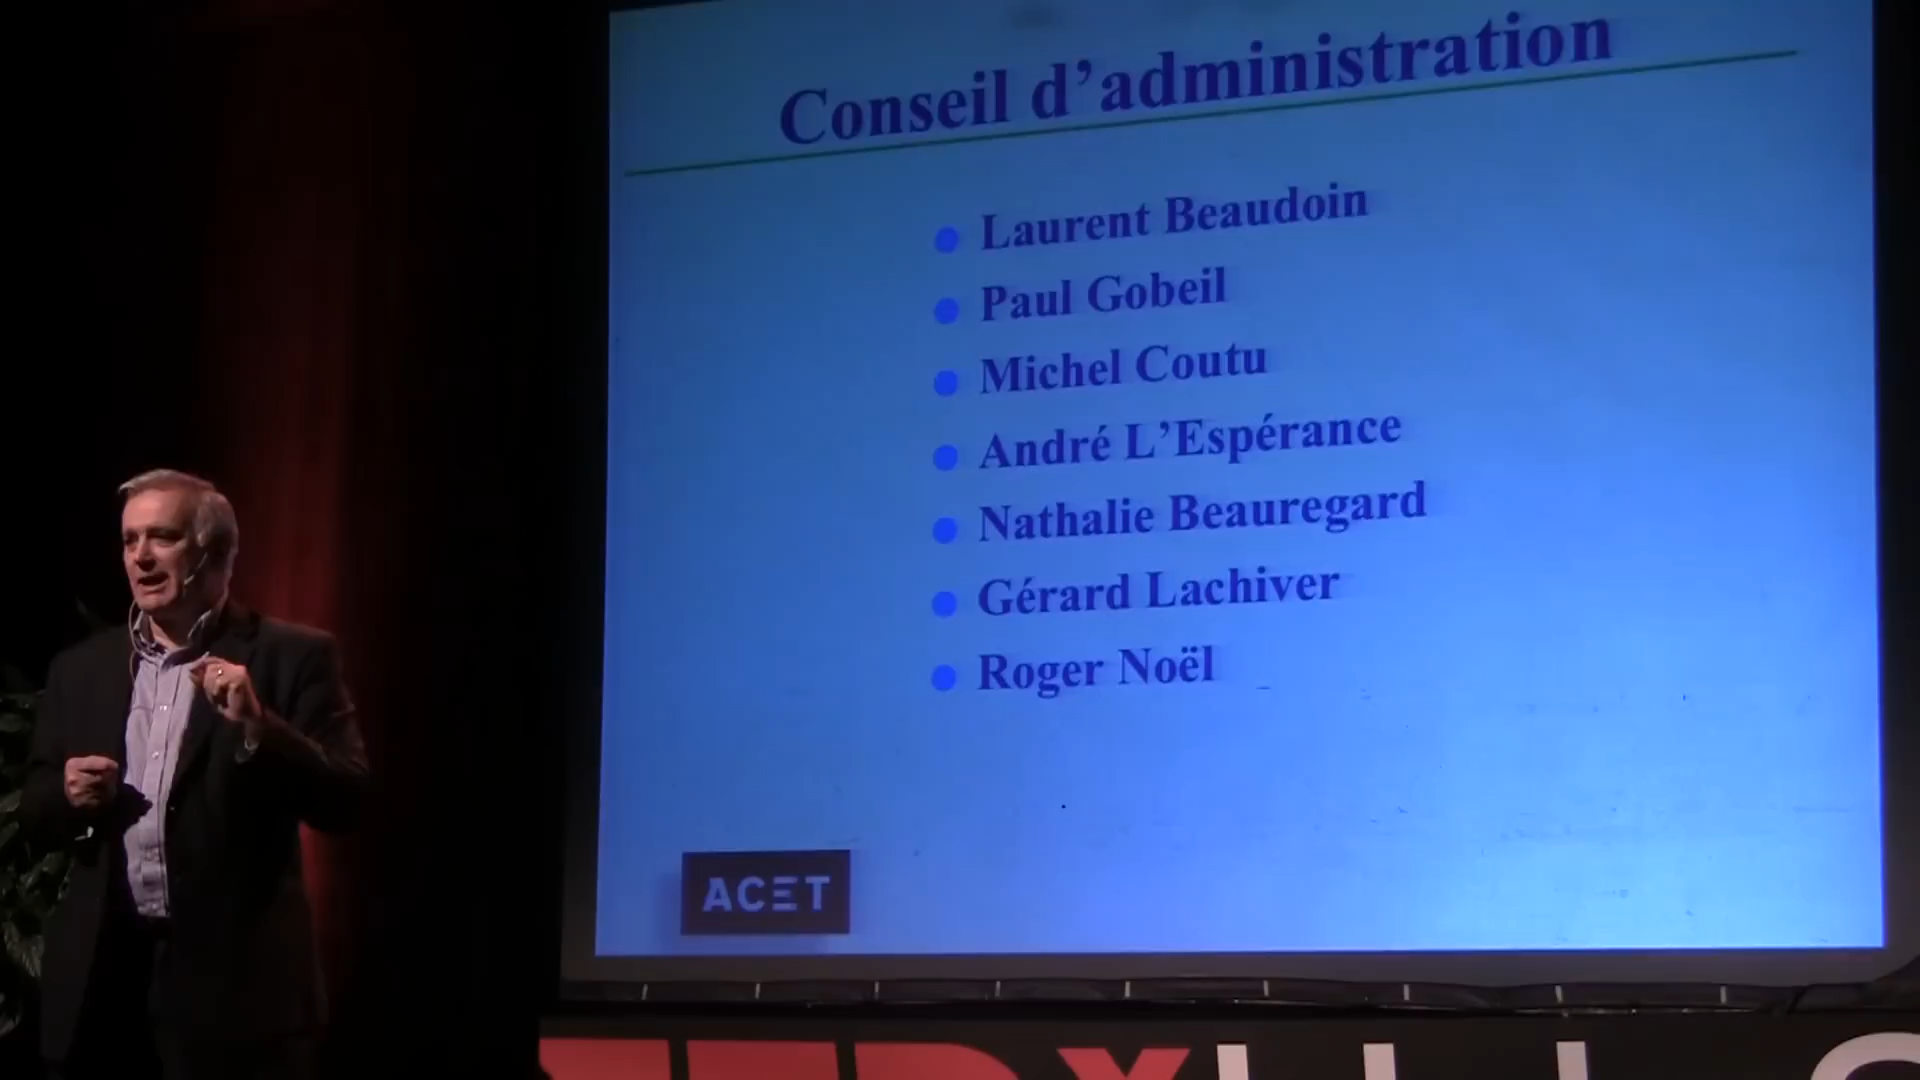 Conseil d’administration
Laurent Beaudoin
Paul Gobeil
Michel Coutu
André L’Espérance
Nathalie Beauregard
Gérard Lachiver
Roger Noël
ACET